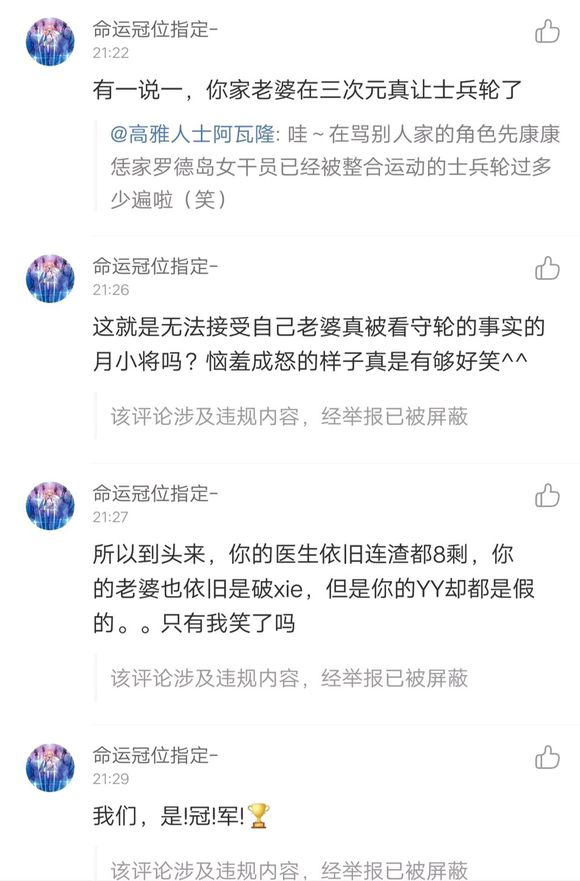 命运冠位指定-
21:22
有一说一，你家老婆在三次元真让士兵轮了
@高雅人士阿瓦隆: 哇～在骂别人家的角色先康康
恁家罗德岛女干员已经被整合运动的士兵轮过多
少遍啦（笑）
命运冠位指定-
21:26
这就是无法接受自己老婆真被看守轮的事实的
月小将吗？恼羞成怒的样子真是有够好笑^^
该评论涉及违规内容，经举报已被屏蔽
命运冠位指定-
21:27
所以到头来，你的医生依旧连渣都8剩，你
的老婆也依旧是破xie，但是你的YY却都是假
的。。只有我笑了吗
该评论涉及违规内容，经举报已被屏蔽
命运冠位指定-
21:29
我们，是!冠!军!🏆
该评论涉及违规内容，经举报已被屏蔽